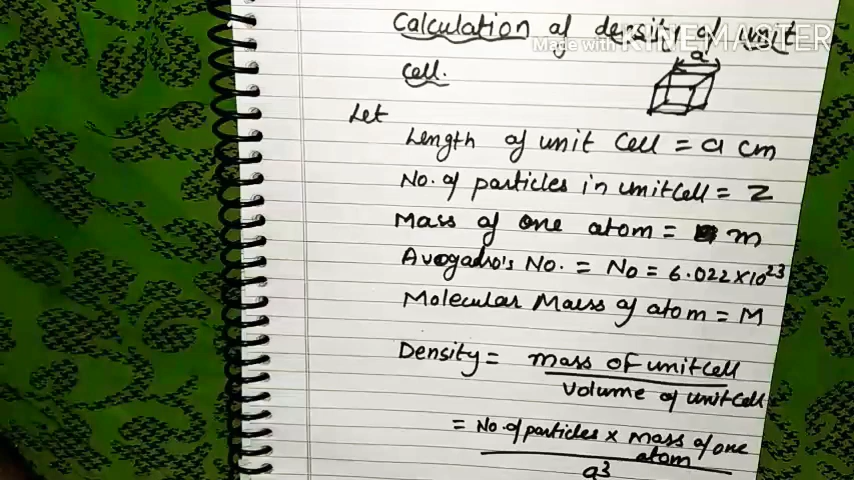 Calculation of density of unit
Made with KINEMASTER
a
cell.
Let
Length of unit Cell = a cm
No. of particles in unitcell = Z
Mass of one atom = m
Avogadro's No. = No = 6.022 × 10^23
Molecular Mass of atom = M
Density = mass of unitcell
Volume of unitcell
= No. of particles × mass of one
atom
a^3